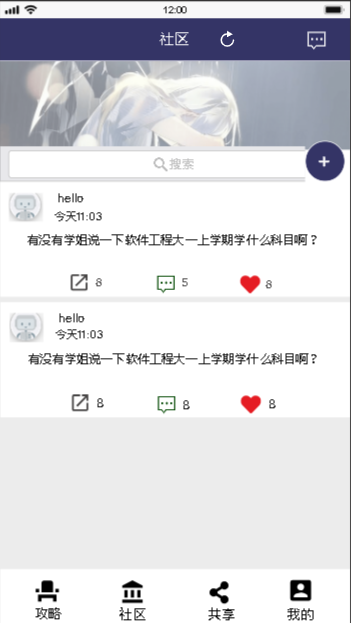 12:00
社区
搜索
+
hello
今天11:03
有没有学姐说一下软件工程大一上学期学什么科目啊？
8 5 8
hello
今天11:03
有没有学姐说一下软件工程大一上学期学什么科目啊？
8 8 8
攻略 社区 共享 我的